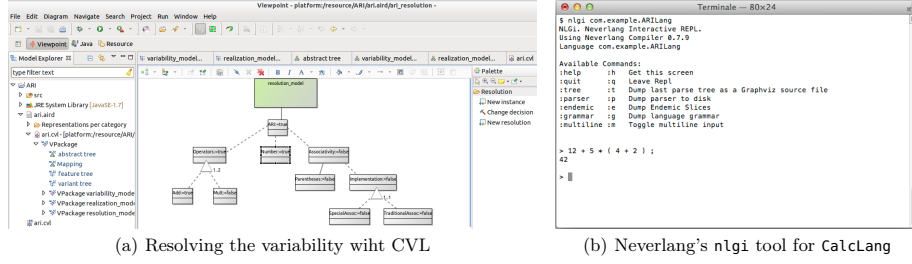 Viewpoint - platform:/resource/ARI/ari.aird/ari_resolution -
File Edit Diagram Navigate Search Project Run Window Help
Viewpoint Java Resource
Model Explorer
type filter text
ARI
src
JRE System Library [JavaSE-1.7]
ari.aird
Representations per category
ari.cvl - [platform:/resource/ARI/
VPackage
abstract tree
Mapping
feature tree
variant tree
VPackage variability_mode
VPackage realization_mode
VPackage resolution_mode
ari.cvl
variability_model... realization_model... abstract tree variability_model... realization_model... ari.cvl
resolution_model
ARI:=true
Operators:=true Number:=true Associativity:=false
1..2
Add:=true Mult:=false Parentheses:=false Implementation:=false
1..1
SpecialAssoc:=false TraditionalAssoc:=false
Palette
Resolution
New instance
Change decision
New resolution
(a) Resolving the variability wiht CVL
Terminale — 80×24
$ nlgi com.example.ARILang
NLGi. Neverlang Interactive REPL.
Using Neverlang Compiler 0.7.9
Language com.example.ARILang
Available Commands:
:help :h Get this screen
:quit :q Leave Repl
:tree :t Dump last parse tree as a Graphviz source file
:parser :p Dump parser to disk
:endemic :e Dump Endemic Slices
:grammar :g Dump language grammar
:multiline :m Toggle multiline input
> 12 + 5 * ( 4 + 2 ) ;
42
>
(b) Neverlang's nlgi tool for CalcLang